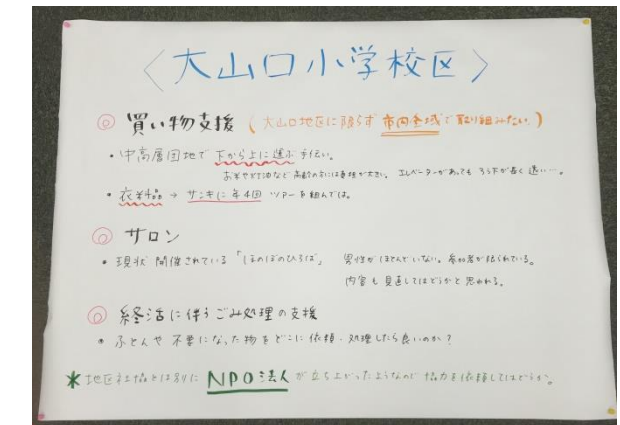 〈大山口小学校区〉
◎ 買い物支援 (大山口地区に限らず 市内全域で取り組みたい。)
・中高層団地で 下から上に運ぶ手伝い。
お米やどう油など高齢の方には負担が大きい。 エレベーターがあっても ろう下が長く遠い…。
・衣料品 → サンキに年4回 ツアーを組んでは。
◎ サロン
・現状 開催されている 「ほのぼのひろば」 男性がほとんどいない。参加者が限られている。
内容も見直してはどうかと思われる。
◎ 終活に伴うごみ処理の支援
・ふとんや 不要になった物をどこに依頼・処理したら良いのか?
*地区社協とは別に NPO法人が立ち上がったようなので 協力を依頼してはどうか。